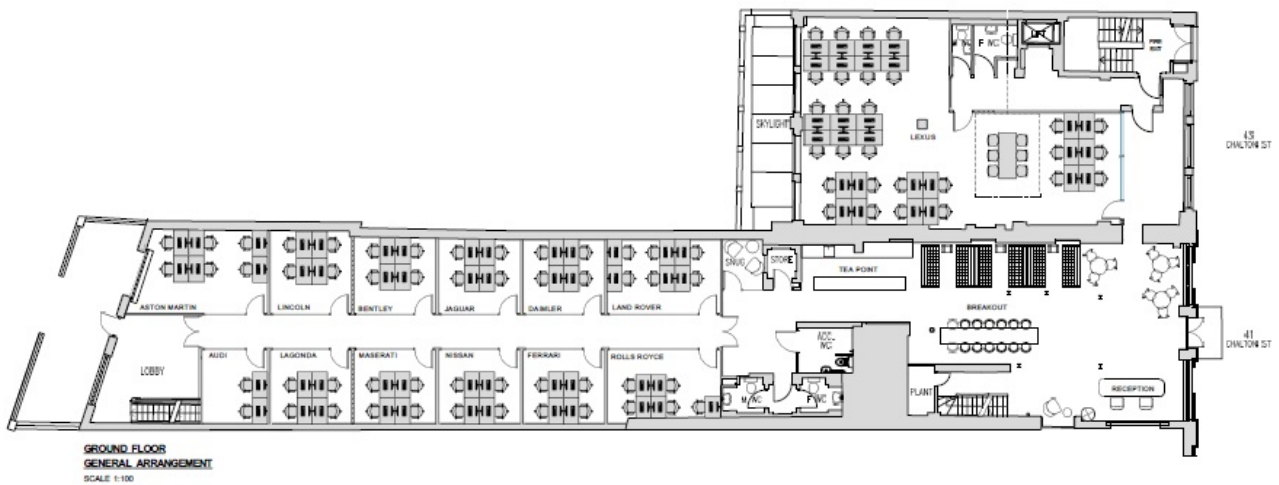 M WC
F WC
LIFT
FIRE
EXIT
SKYLIGHT
LEXUS
43
CHALTON ST
SNUG
STORE
TEA POINT
ASTON MARTIN
LINCOLN
BENTLEY
JAGUAR
DAIMLER
LAND ROVER
BREAKOUT
41
CHALTON ST
LOBBY
AUDI
LAGONDA
MASERATI
NISSAN
FERRARI
ROLLS ROYCE
ACC.
WC
M WC
F WC
PLANT
RECEPTION
GROUND FLOOR
GENERAL ARRANGEMENT
SCALE 1:100